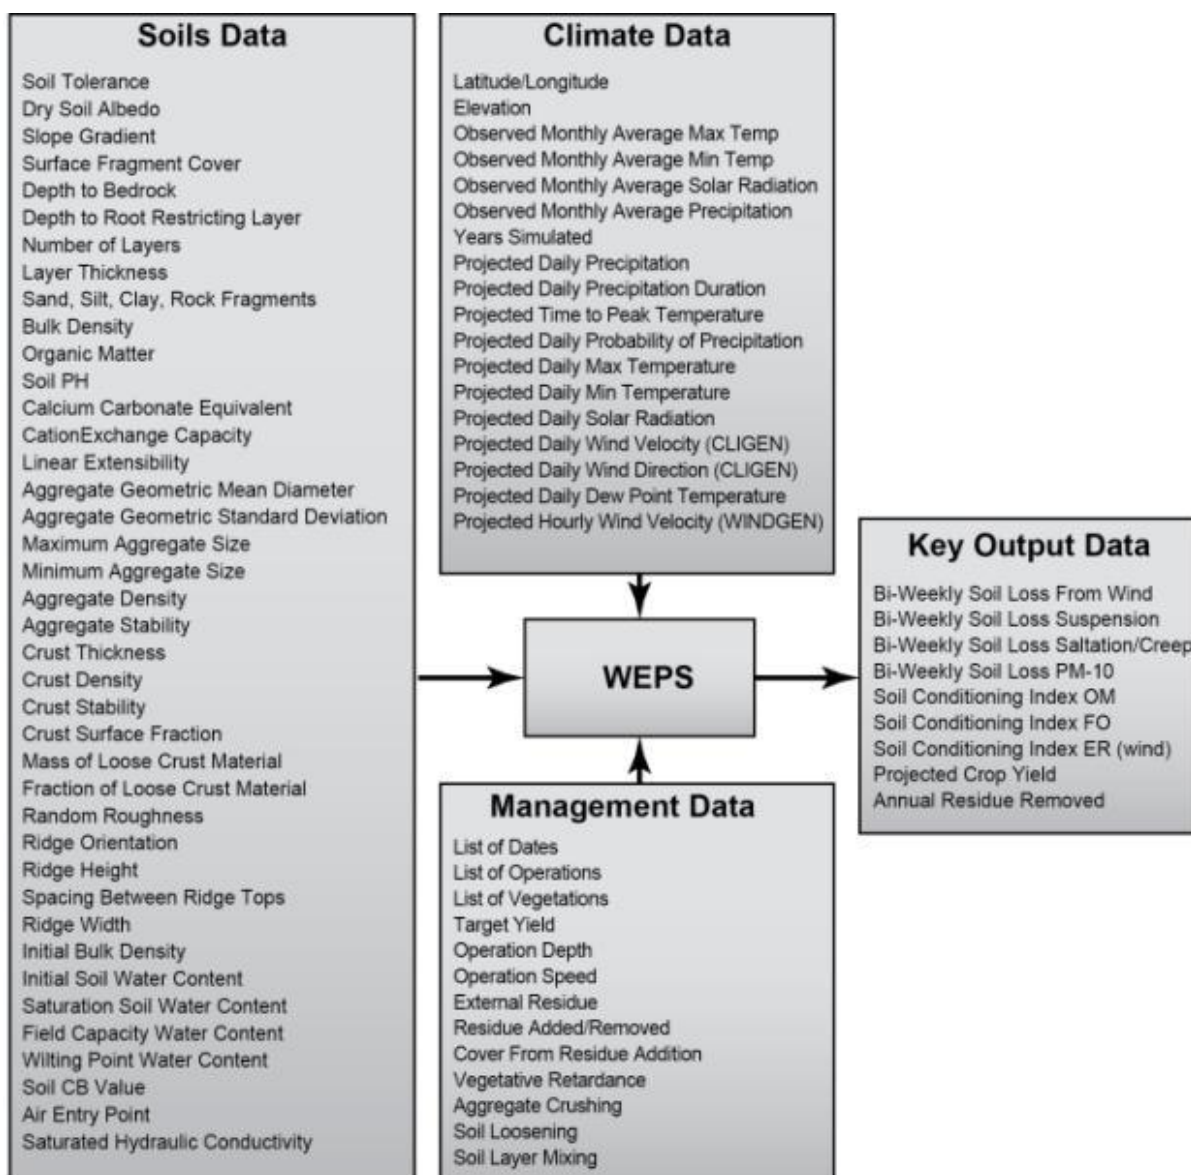 Soils Data
Soil Tolerance
Dry Soil Albedo
Slope Gradient
Surface Fragment Cover
Depth to Bedrock
Depth to Root Restricting Layer
Number of Layers
Layer Thickness
Sand, Silt, Clay, Rock Fragments
Bulk Density
Organic Matter
Soil PH
Calcium Carbonate Equivalent
CationExchange Capacity
Linear Extensibility
Aggregate Geometric Mean Diameter
Aggregate Geometric Standard Deviation
Maximum Aggregate Size
Minimum Aggregate Size
Aggregate Density
Aggregate Stability
Crust Thickness
Crust Density
Crust Stability
Crust Surface Fraction
Mass of Loose Crust Material
Fraction of Loose Crust Material
Random Roughness
Ridge Orientation
Ridge Height
Spacing Between Ridge Tops
Ridge Width
Initial Bulk Density
Initial Soil Water Content
Saturation Soil Water Content
Field Capacity Water Content
Wilting Point Water Content
Soil CB Value
Air Entry Point
Saturated Hydraulic Conductivity
Climate Data
Latitude/Longitude
Elevation
Observed Monthly Average Max Temp
Observed Monthly Average Min Temp
Observed Monthly Average Solar Radiation
Observed Monthly Average Precipitation
Years Simulated
Projected Daily Precipitation
Projected Daily Precipitation Duration
Projected Time to Peak Temperature
Projected Daily Probability of Precipitation
Projected Daily Max Temperature
Projected Daily Min Temperature
Projected Daily Solar Radiation
Projected Daily Wind Velocity (CLIGEN)
Projected Daily Wind Direction (CLIGEN)
Projected Daily Dew Point Temperature
Projected Hourly Wind Velocity (WINDGEN)
WEPS
Management Data
List of Dates
List of Operations
List of Vegetations
Target Yield
Operation Depth
Operation Speed
External Residue
Residue Added/Removed
Cover From Residue Addition
Vegetative Retardance
Aggregate Crushing
Soil Loosening
Soil Layer Mixing
Key Output Data
Bi-Weekly Soil Loss From Wind
Bi-Weekly Soil Loss Suspension
Bi-Weekly Soil Loss Saltation/Creep
Bi-Weekly Soil Loss PM-10
Soil Conditioning Index OM
Soil Conditioning Index FO
Soil Conditioning Index ER (wind)
Projected Crop Yield
Annual Residue Removed